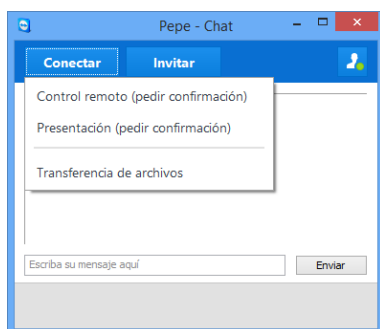 Pepe - Chat
Conectar Invitar
Control remoto (pedir confirmación)
Presentación (pedir confirmación)
Transferencia de archivos
Escriba su mensaje aquí Enviar